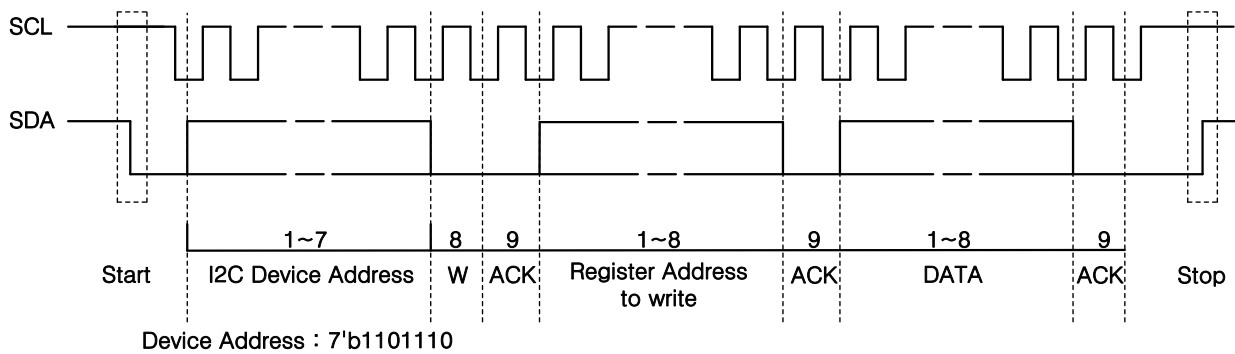 SCL
SDA
1~7 8 9 1~8 9 1~8 9
Start I2C Device Address W ACK Register Address to write ACK DATA ACK Stop
Device Address : 7'b1101110